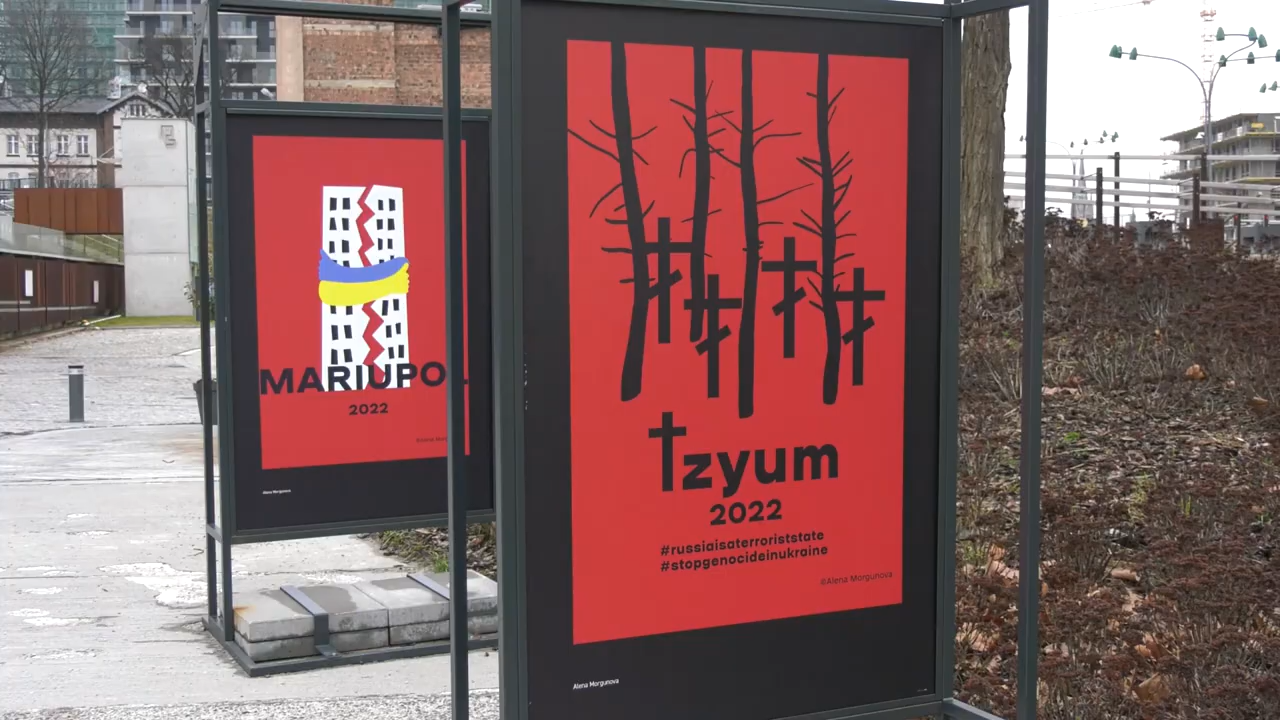 MARIUPOL
2022
Alena Morgunova
Izyum
2022
#russiaisaterroriststate
#stopgenocideinukraine
©Alena Morgunova
Alena Morgunova